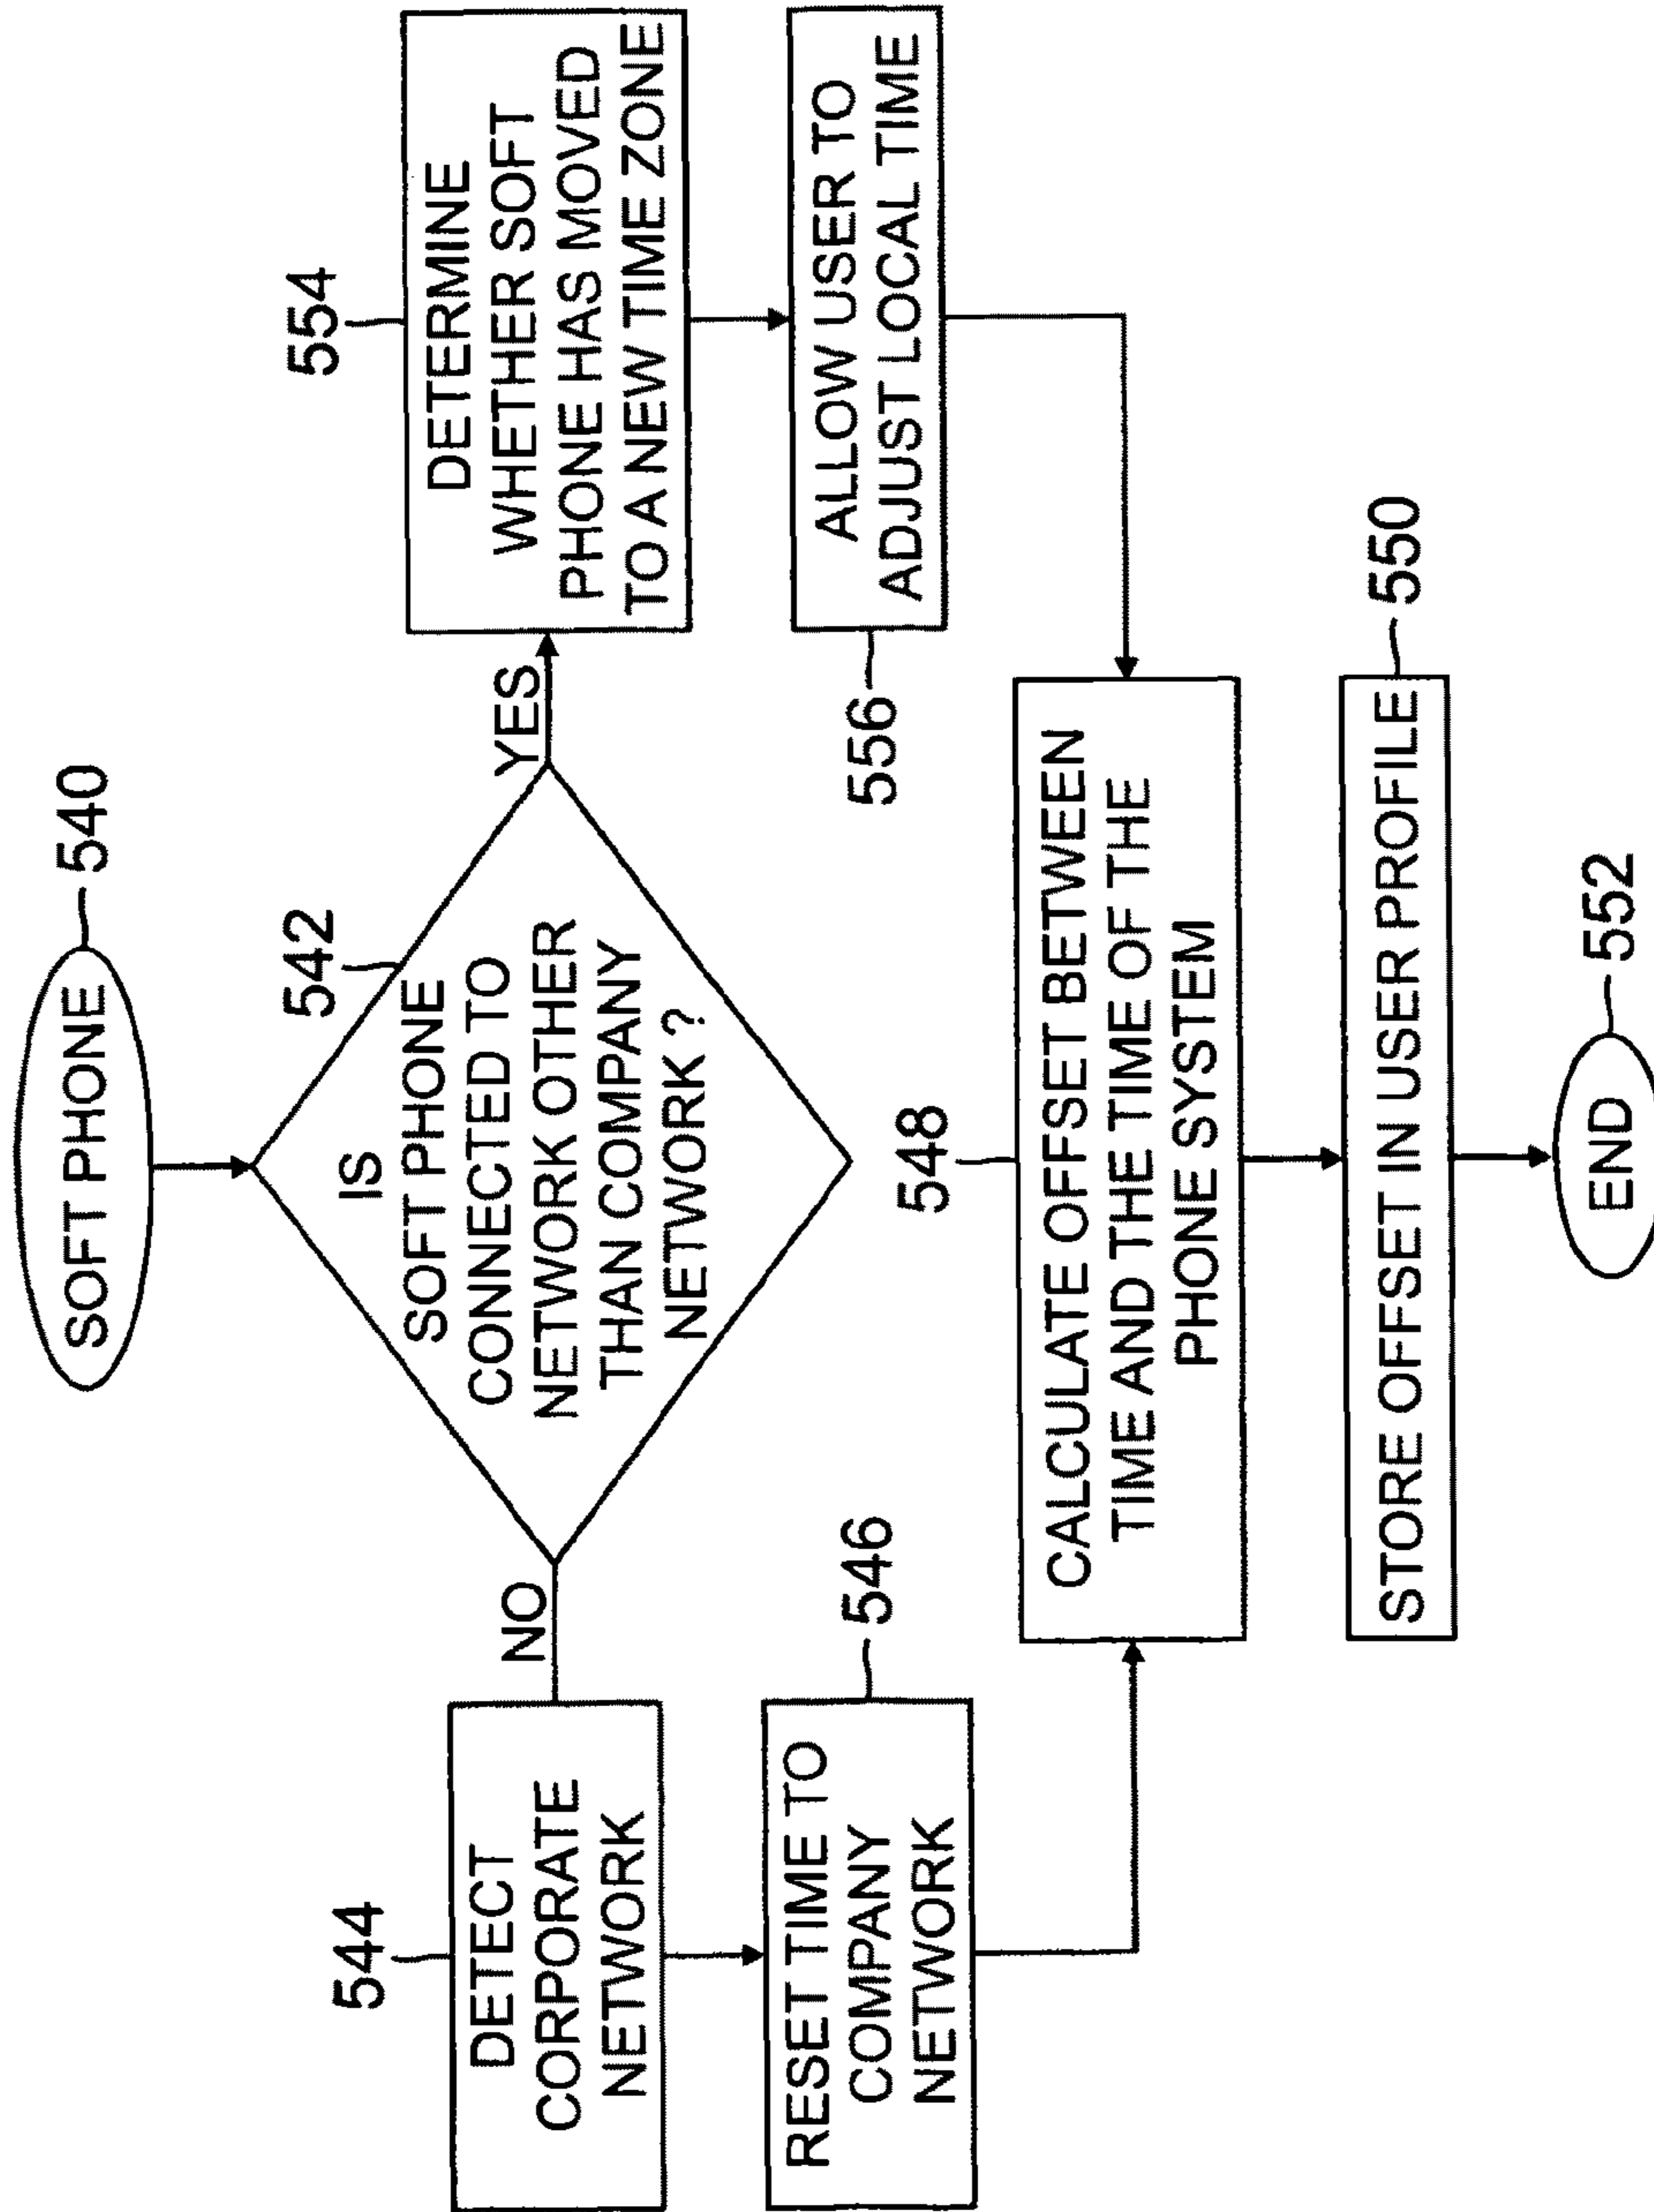 SOFT PHONE
540
542
IS
SOFT PHONE
CONNECTED TO
NETWORK OTHER
THAN COMPANY
NETWORK ?
NO
YES
544
DETECT
CORPORATE
NETWORK
RESET TIME TO
COMPANY
NETWORK
546
554
DETERMINE
WHETHER SOFT
PHONE HAS MOVED
TO A NEW TIME ZONE
ALLOW USER TO
ADJUST LOCAL TIME
556
548
CALCULATE OFFSET BETWEEN
TIME AND THE TIME OF THE
PHONE SYSTEM
STORE OFFSET IN USER PROFILE
550
END
552